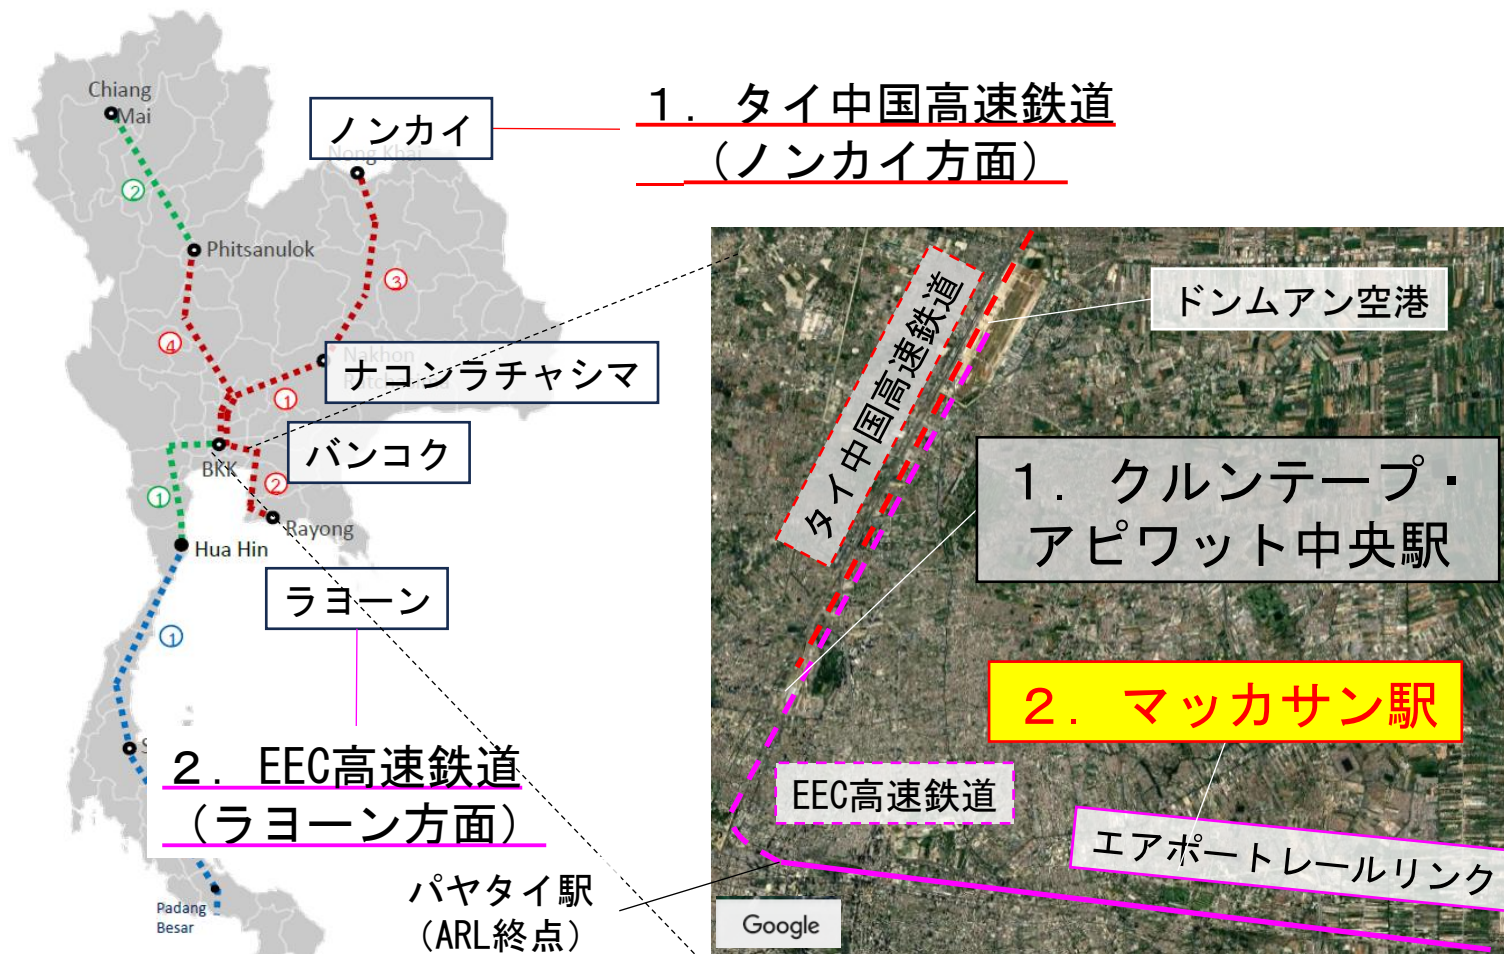 Chiang
Mai
②
Phitsanulok
④
ノンカイ
Nong Khai
③
Nakhon
ナコンラチャシマ
①
バンコク
BKK
②
①
Rayong
Hua Hin
ラヨーン
①
S
2. EEC高速鉄道
（ラヨーン方面）
Padang
Besar
パヤタイ駅
（ARL終点）
1. タイ中国高速鉄道
（ノンカイ方面）
タイ中国高速鉄道
ドンムアン空港
1. クルンテープ・
アピワット中央駅
2. マッカサン駅
EEC高速鉄道
エアポートレールリンク
Google